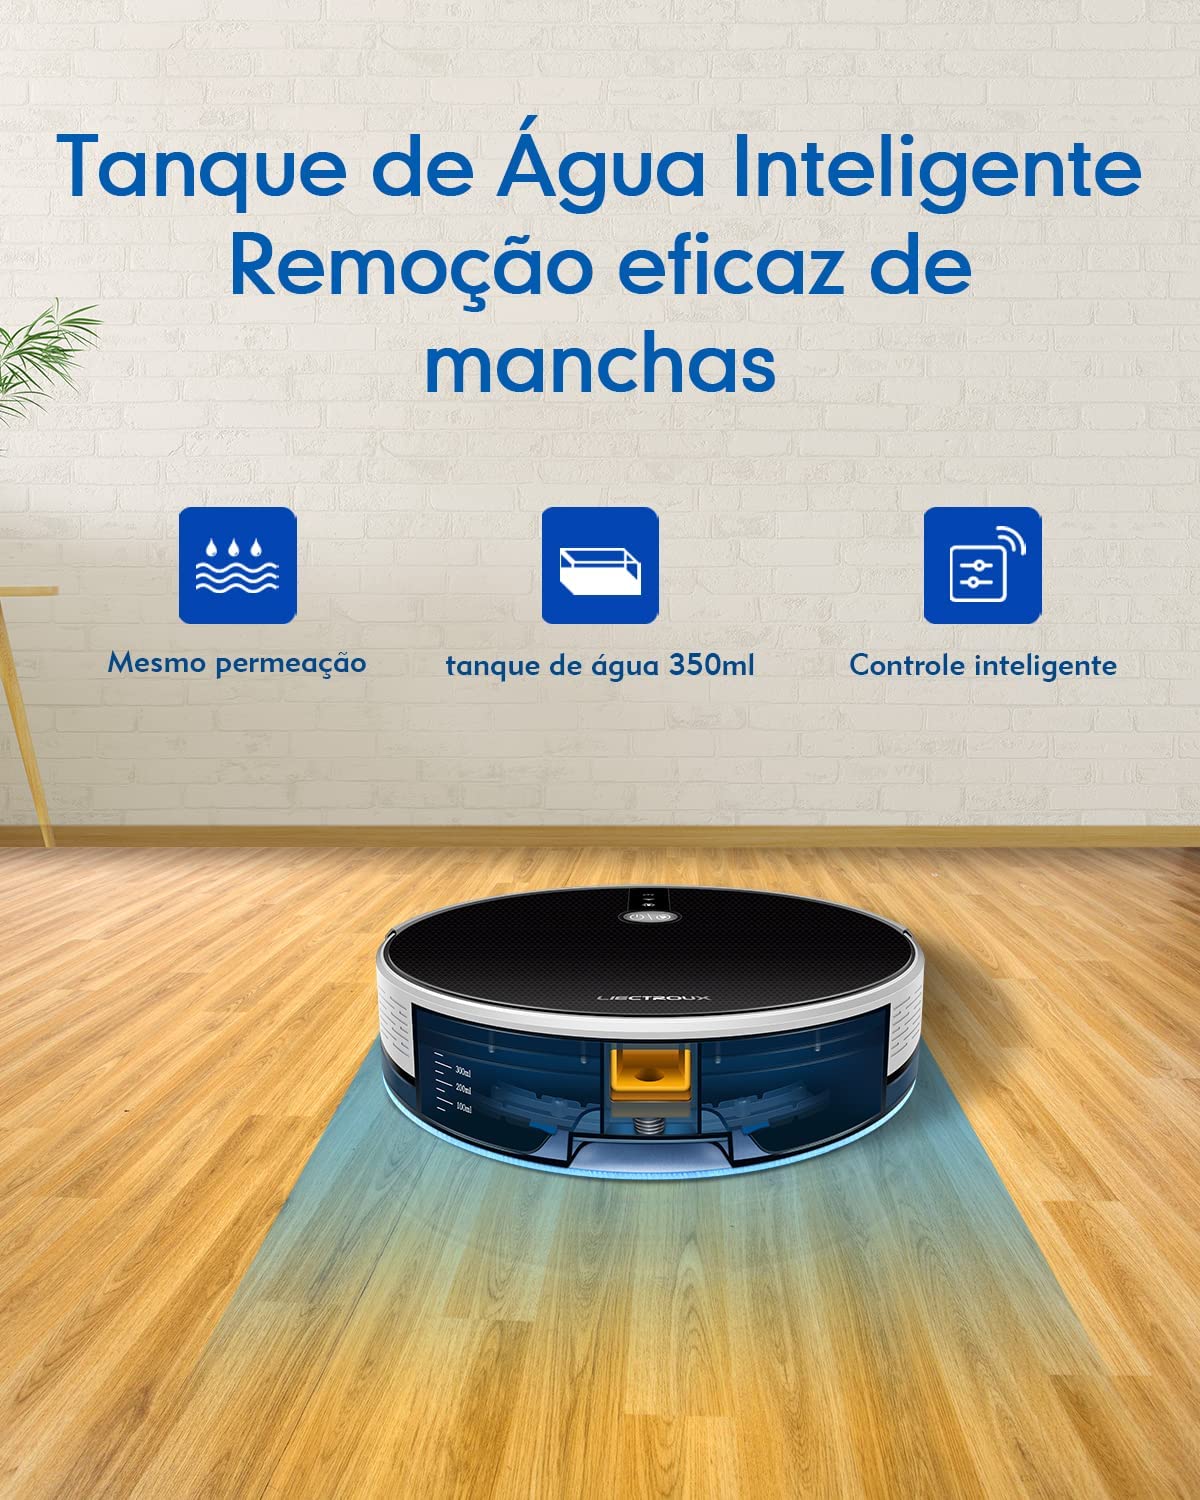 Tanque de Água Inteligente
Remoção eficaz de
manchas
Mesmo permeação
tanque de água 350ml
Controle inteligente
LIECTROUX
300ml
200ml
100ml